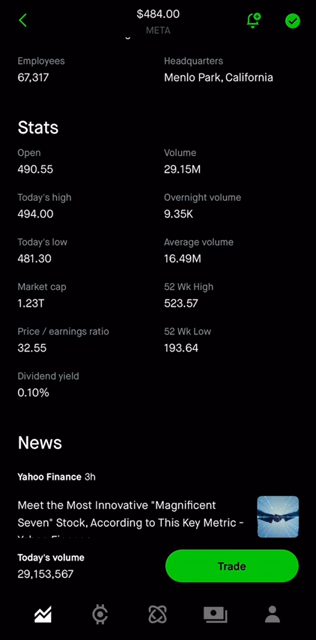 $484.00
META
Employees
Headquarters
67,317
Menlo Park, California
Stats
Open
Volume
490.55
29.15M
Today's high
Overnight volume
494.00
9.35K
Today's low
Average volume
481.30
16.49M
Market cap
52 Wk High
1.23T
523.57
Price / earnings ratio
52 Wk Low
32.55
193.64
Dividend yield
0.10%
News
Yahoo Finance 3h
Meet the Most Innovative "Magnificent
Seven" Stock, According to This Key Metric -
Today's volume
29,153,567
Trade